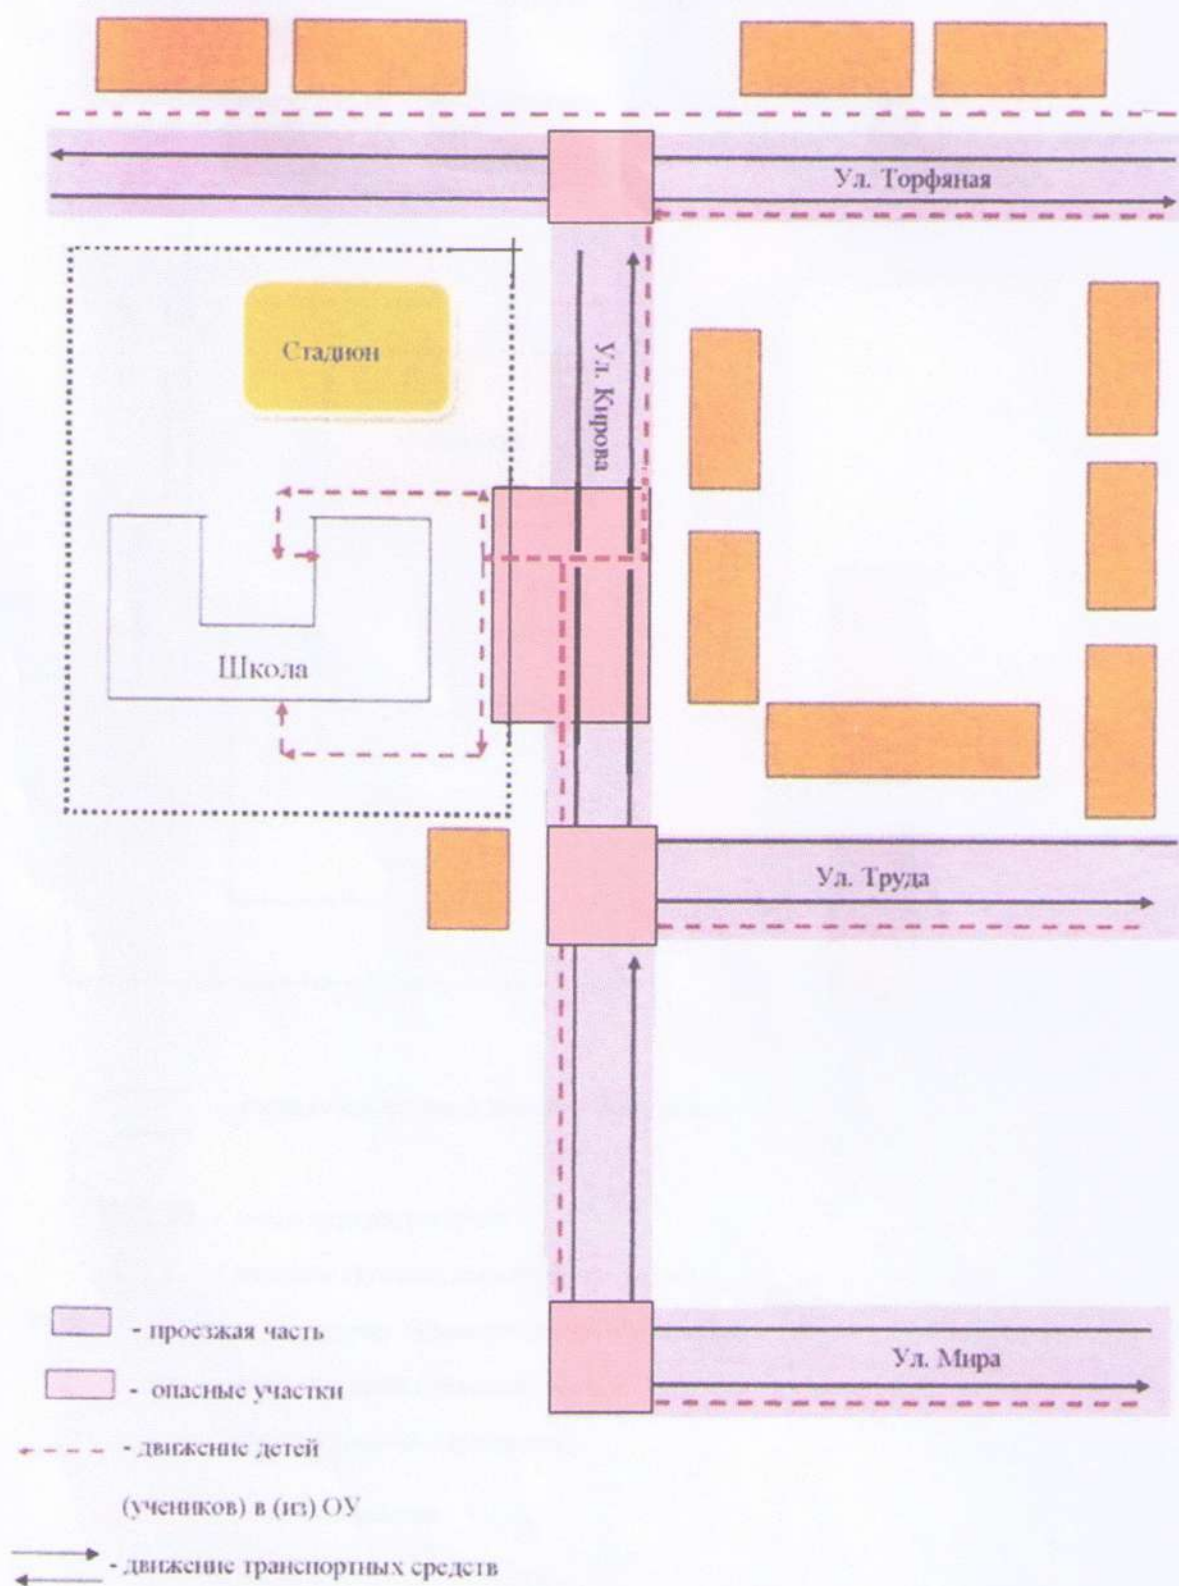 Ул. Торфяная
Стадион
Ул. Кирова
Школа
Ул. Труда
Ул. Мира
- проезжая часть
- опасные участки
- движение детей
(учеников) в (из) ОУ
- движение транспортных средств